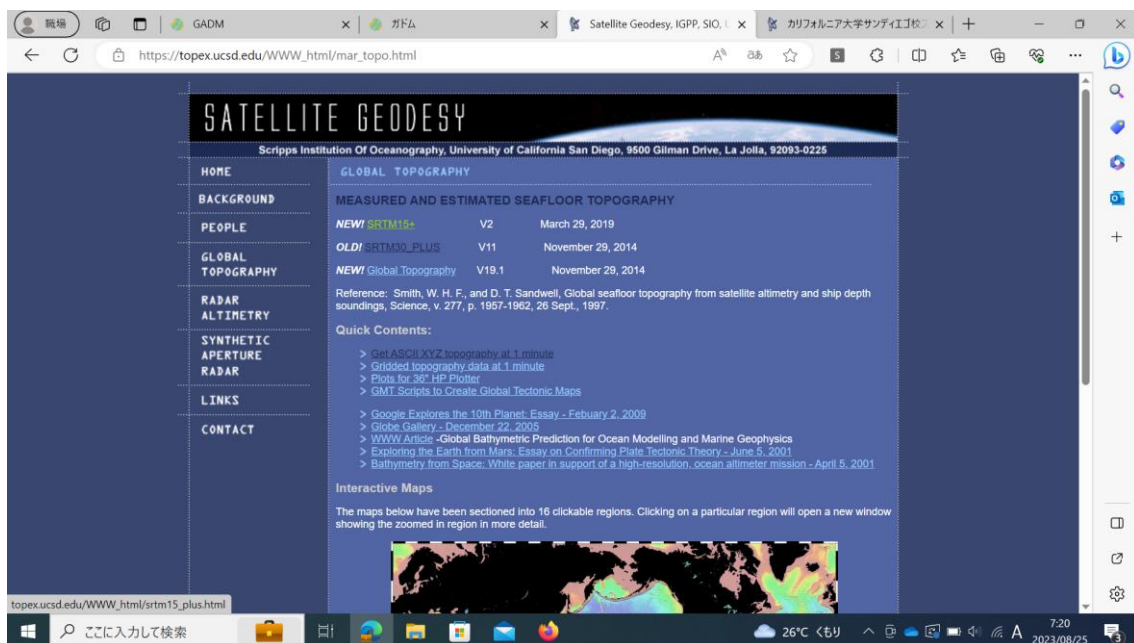 職場
GADM
ガドム
Satellite Geodesy, IGPP, SIO, U
カリフォルニア大学サンディエゴ校
https://topex.ucsd.edu/WWW_html/mar_topo.html
SATELLITE GEODESY
Scripps Institution Of Oceanography, University of California San Diego, 9500 Gilman Drive, La Jolla, 92093-0225
HOME
BACKGROUND
PEOPLE
GLOBAL
TOPOGRAPHY
RADAR
ALTIMETRY
SYNTHETIC
APERTURE
RADAR
LINKS
CONTACT
GLOBAL TOPOGRAPHY
MEASURED AND ESTIMATED SEAFLOOR TOPOGRAPHY
NEW! SRTM15+ V2 March 29, 2019
OLD! SRTM30_PLUS V11 November 29, 2014
NEW! Global Topography V19.1 November 29, 2014
Reference: Smith, W. H. F., and D. T. Sandwell, Global seafloor topography from satellite altimetry and ship depth
soundings, Science, v. 277, p. 1957-1962, 26 Sept., 1997.
Quick Contents:
> Get ASCII XYZ topography at 1 minute
> Gridded topography data at 1 minute
> Plots for 36" HP Plotter
> GMT Scripts to Create Global Tectonic Maps
> Google Explores the 10th Planet: Essay - Febuary 2, 2009
> Globe Gallery - December 22, 2005
> WWW Article -Global Bathymetric Prediction for Ocean Modelling and Marine Geophysics
> Exploring the Earth from Mars: Essay on Confirming Plate Tectonic Theory - June 5, 2001
> Bathymetry from Space: White paper in support of a high-resolution, ocean altimeter mission - April 5, 2001
Interactive Maps
The maps below have been sectioned into 16 clickable regions. Clicking on a particular region will open a new window
showing the zoomed in region in more detail.
topex.ucsd.edu/WWW_html/srtm15_plus.html
ここに入力して検索
26°C くもり
A
7:20
2023/08/25
3